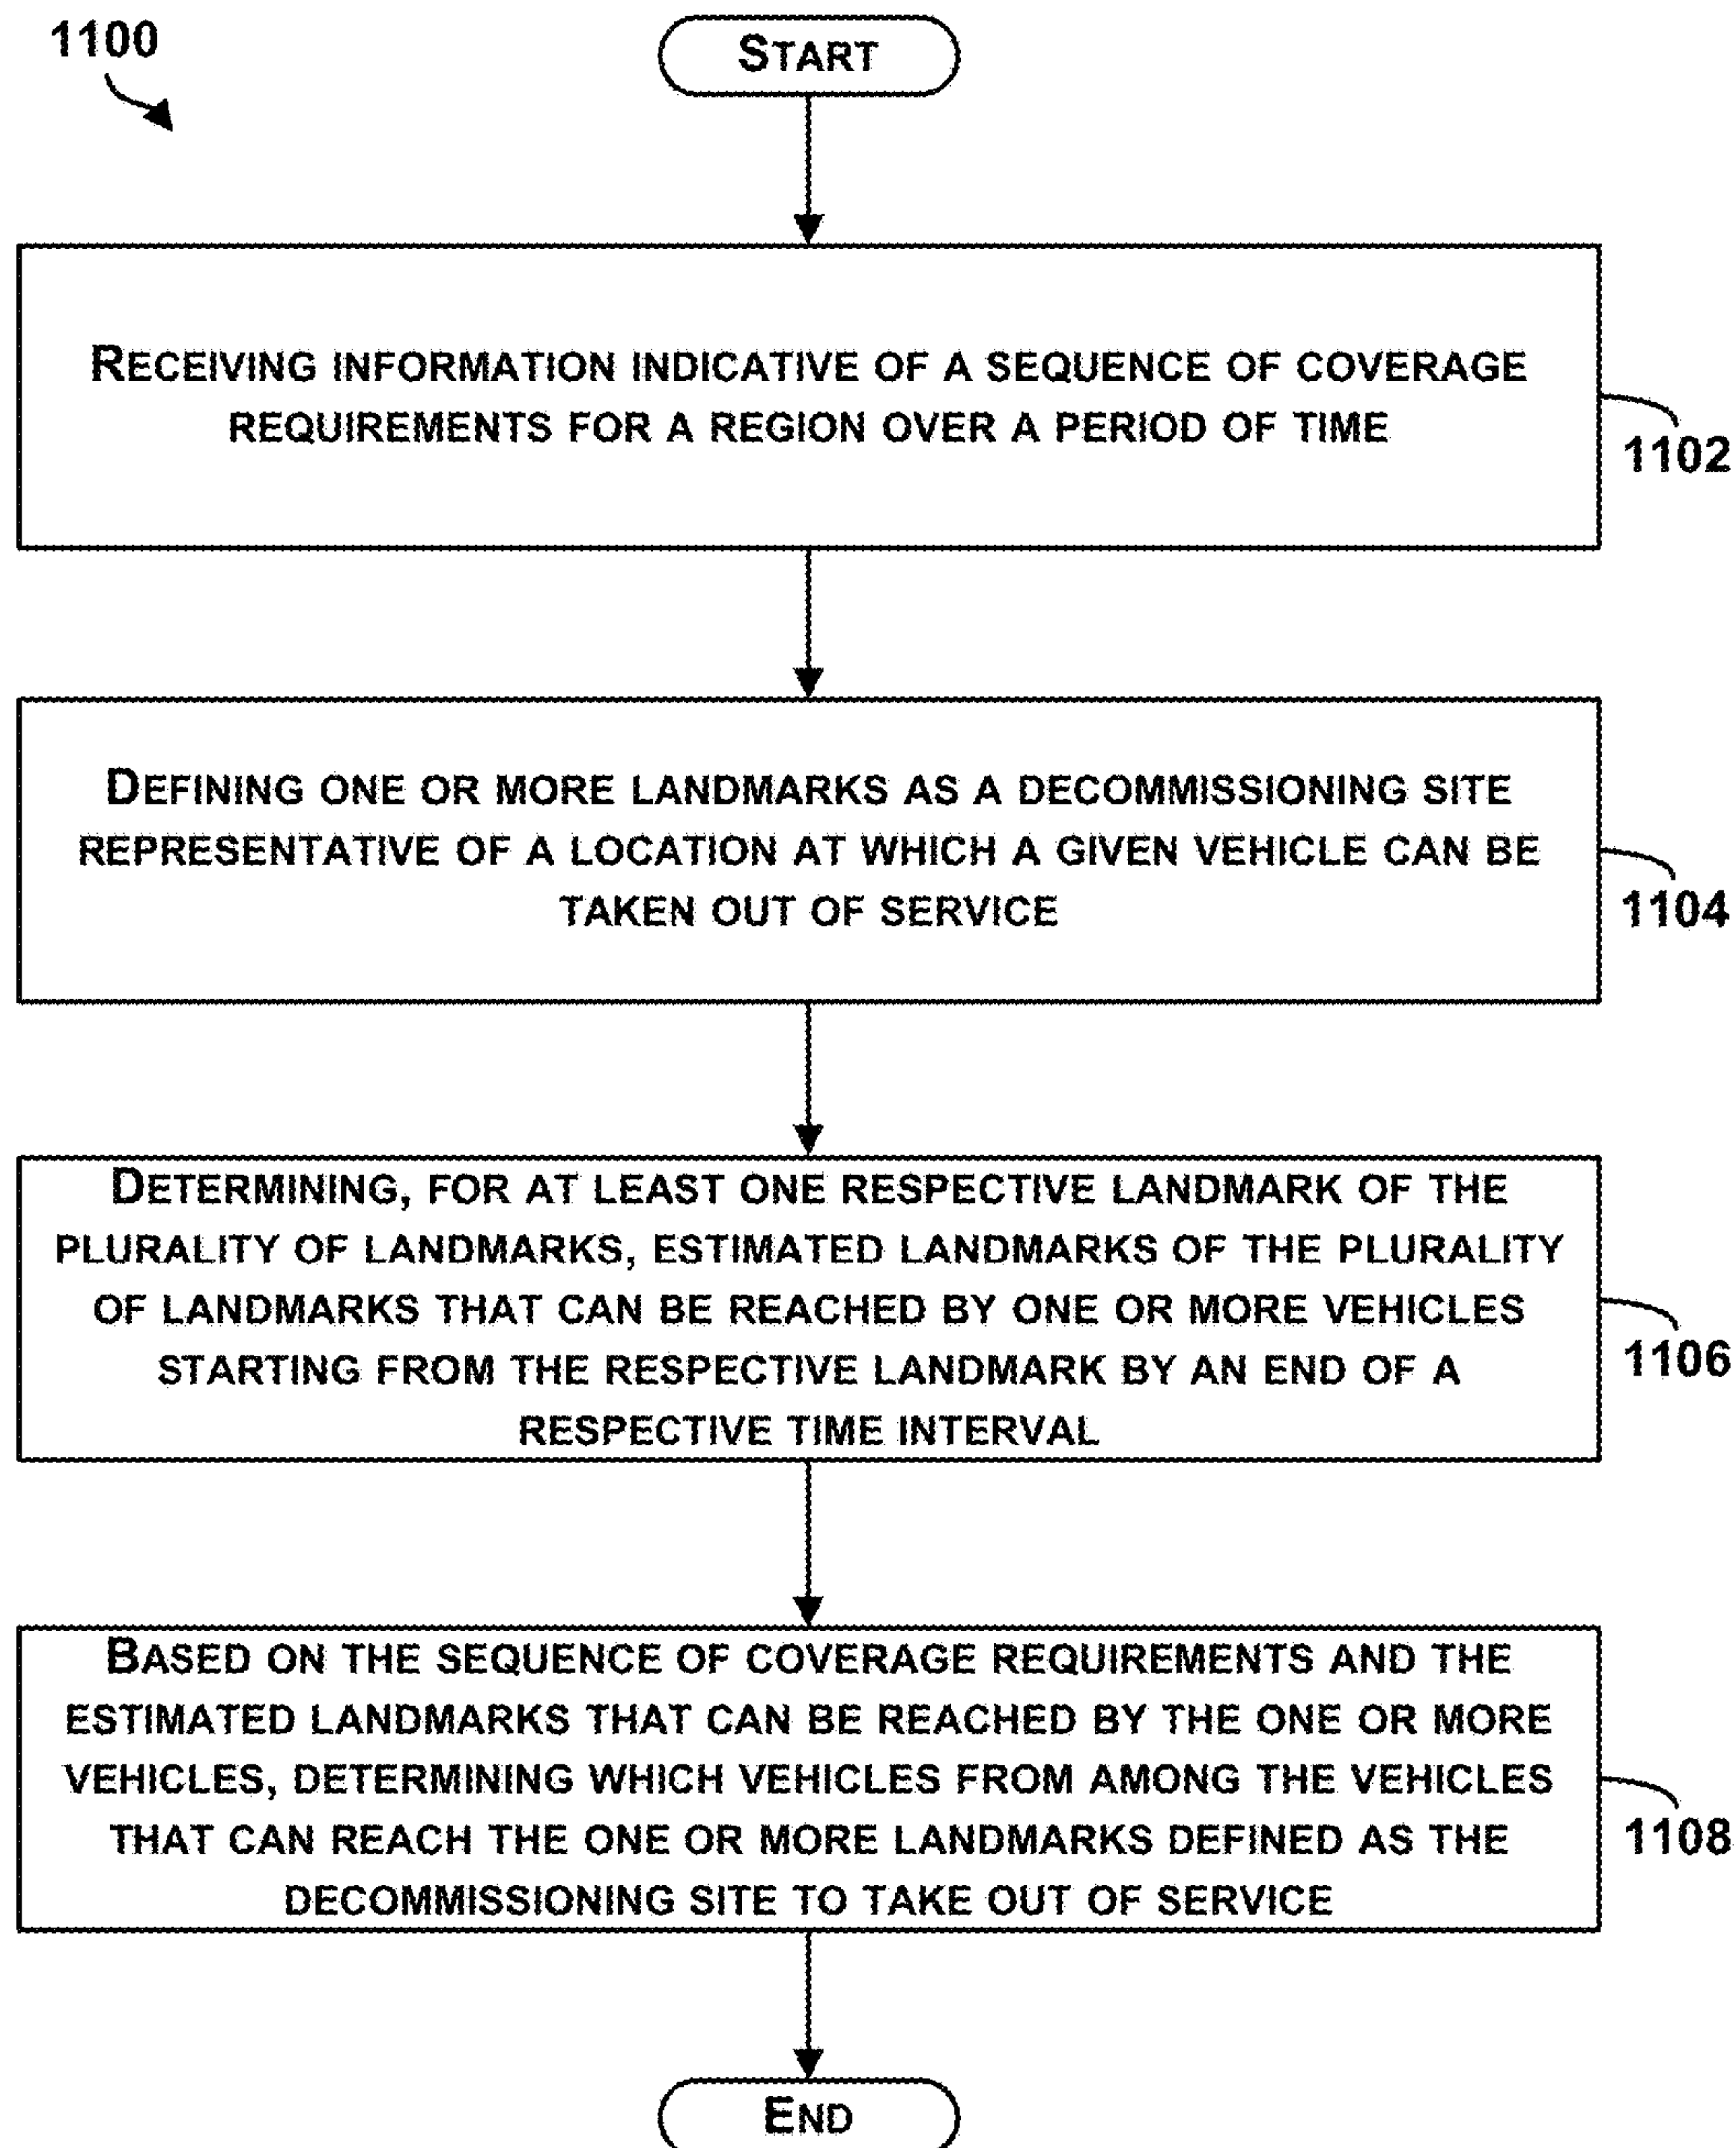 1100
START
RECEIVING INFORMATION INDICATIVE OF A SEQUENCE OF COVERAGE
REQUIREMENTS FOR A REGION OVER A PERIOD OF TIME
1102
DEFINING ONE OR MORE LANDMARKS AS A DECOMMISSIONING SITE
REPRESENTATIVE OF A LOCATION AT WHICH A GIVEN VEHICLE CAN BE
TAKEN OUT OF SERVICE
1104
DETERMINING, FOR AT LEAST ONE RESPECTIVE LANDMARK OF THE
PLURALITY OF LANDMARKS, ESTIMATED LANDMARKS OF THE PLURALITY
OF LANDMARKS THAT CAN BE REACHED BY ONE OR MORE VEHICLES
STARTING FROM THE RESPECTIVE LANDMARK BY AN END OF A
RESPECTIVE TIME INTERVAL
1106
BASED ON THE SEQUENCE OF COVERAGE REQUIREMENTS AND THE
ESTIMATED LANDMARKS THAT CAN BE REACHED BY THE ONE OR MORE
VEHICLES, DETERMINING WHICH VEHICLES FROM AMONG THE VEHICLES
THAT CAN REACH THE ONE OR MORE LANDMARKS DEFINED AS THE
DECOMMISSIONING SITE TO TAKE OUT OF SERVICE
1108
END